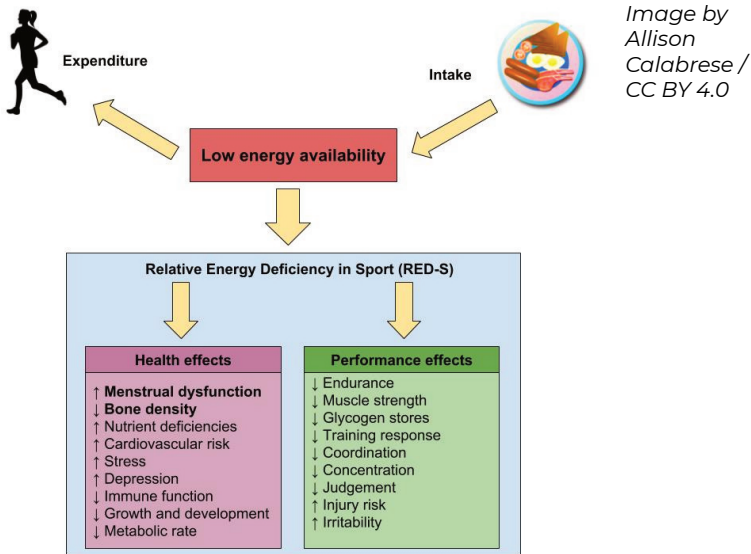 Image by
Allison
Calabrese /
CC BY 4.0
Expenditure
Intake
Low energy availability
Relative Energy Deficiency in Sport (RED-S)
Health effects
↑ Menstrual dysfunction
↓ Bone density
↑ Nutrient deficiencies
↑ Cardiovascular risk
↑ Stress
↑ Depression
↓ Immune function
↓ Growth and development
↓ Metabolic rate
Performance effects
↓ Endurance
↓ Muscle strength
↓ Glycogen stores
↓ Training response
↓ Coordination
↓ Concentration
↓ Judgement
↑ Injury risk
↑ Irritability